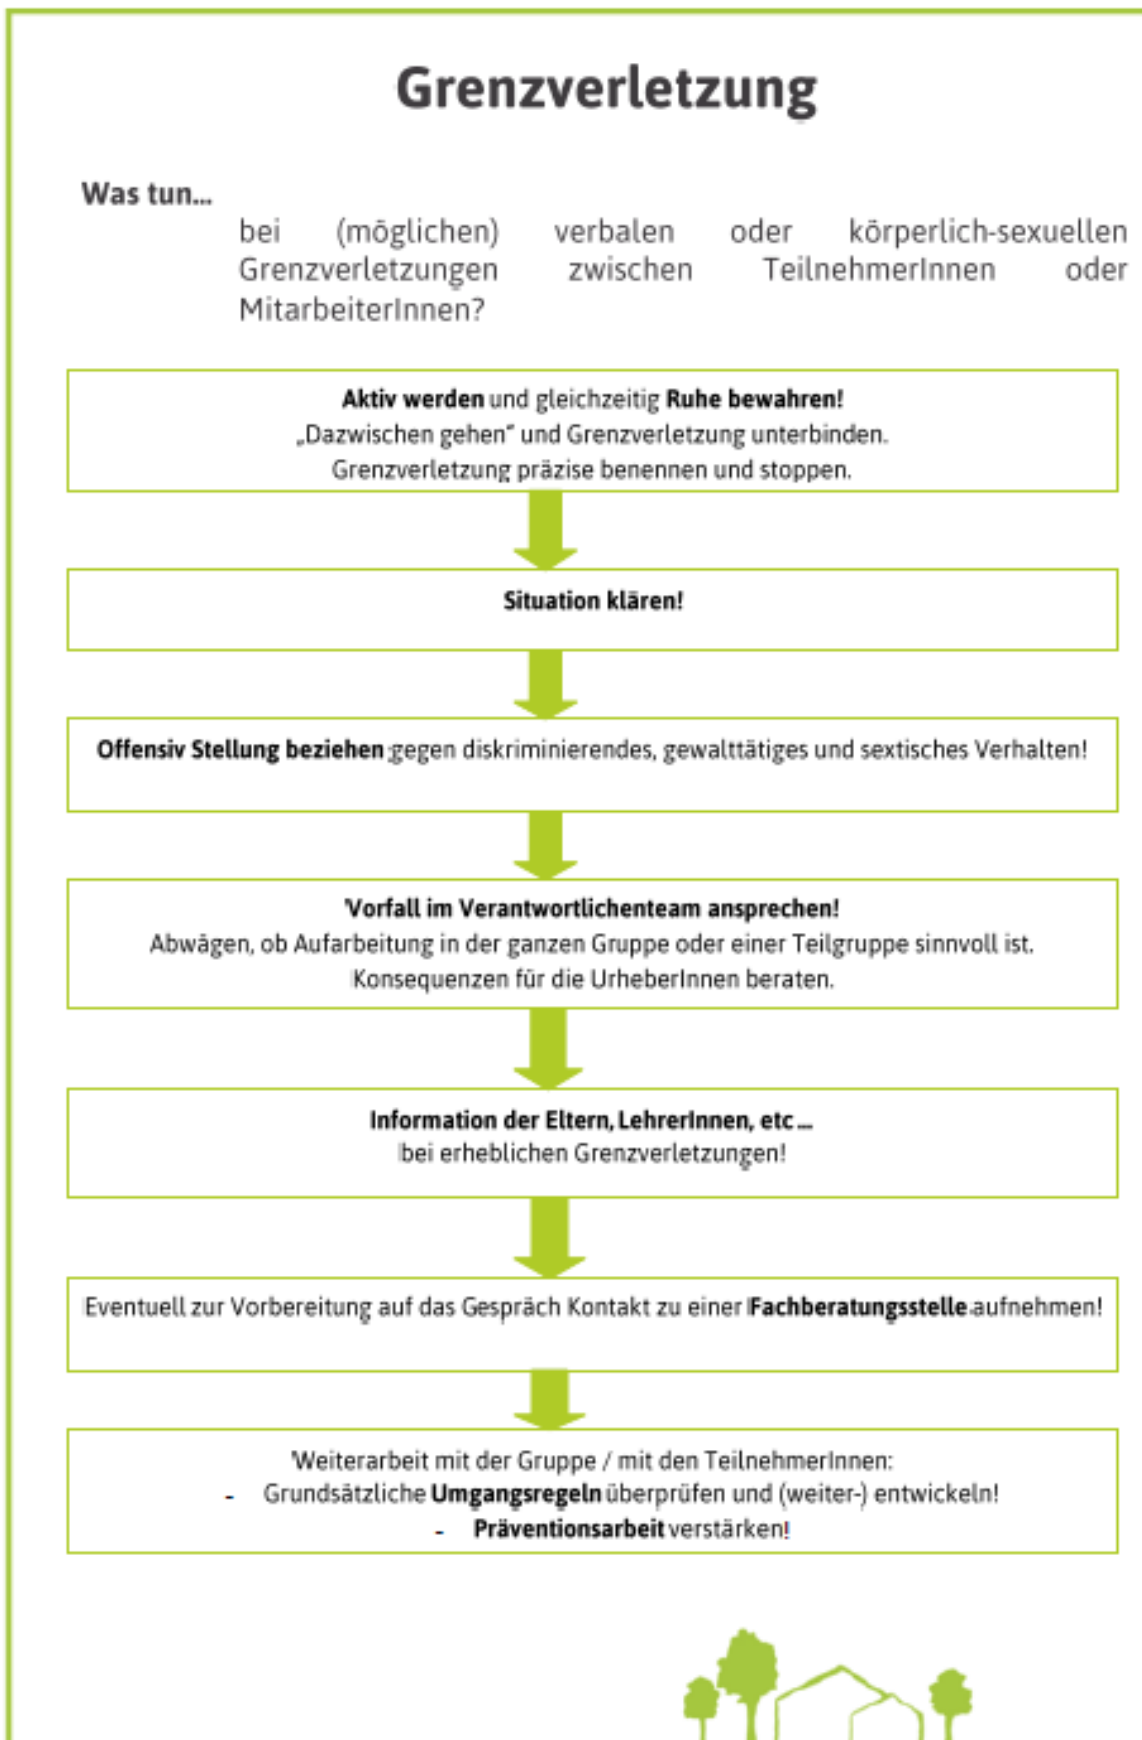 Grenzverletzung
Was tun...
bei (möglichen) verbalen oder körperlich-sexuellen
Grenzverletzungen zwischen TeilnehmerInnen oder
MitarbeiterInnen?
Aktiv werden und gleichzeitig Ruhe bewahren!
„Dazwischen gehen“ und Grenzverletzung unterbinden.
Grenzverletzung präzise benennen und stoppen.
Situation klären!
Offensiv Stellung beziehen gegen diskriminierendes, gewalttätiges und sextisches Verhalten!
Vorfall im Verantwortlichenteam ansprechen!
Abwägen, ob Aufarbeitung in der ganzen Gruppe oder einer Teilgruppe sinnvoll ist.
Konsequenzen für die UrheberInnen beraten.
Information der Eltern, LehrerInnen, etc ...
bei erheblichen Grenzverletzungen!
Eventuell zur Vorbereitung auf das Gespräch Kontakt zu einer Fachberatungsstelle aufnehmen!
Weiterarbeit mit der Gruppe / mit den TeilnehmerInnen:
- Grundsätzliche Umgangsregeln überprüfen und (weiter-) entwickeln!
- Präventionsarbeit verstärken!